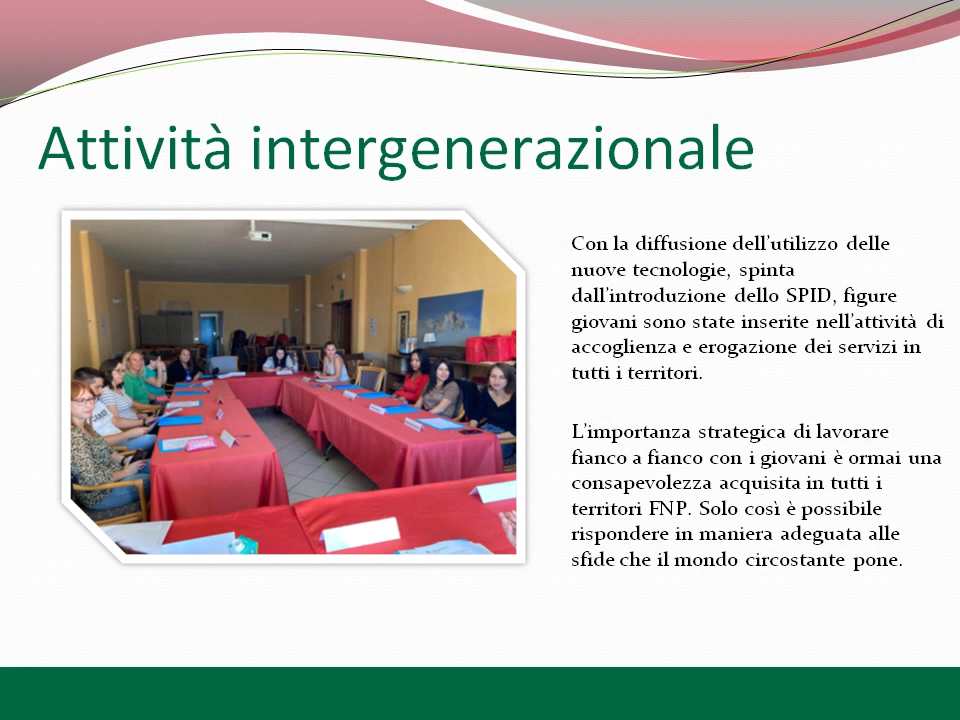 Attività intergenerazionale
Con la diffusione dell'utilizzo delle
nuove tecnologie, spinta
dall'introduzione dello SPID, figure
giovani sono state inserite nell'attività di
accoglienza e erogazione dei servizi in
tutti i territori.
L'importanza strategica di lavorare
fianco a fianco con i giovani è ormai una
consapevolezza acquisita in tutti i
territori FNP. Solo così è possibile
rispondere in maniera adeguata alle
sfide che il mondo circostante pone.